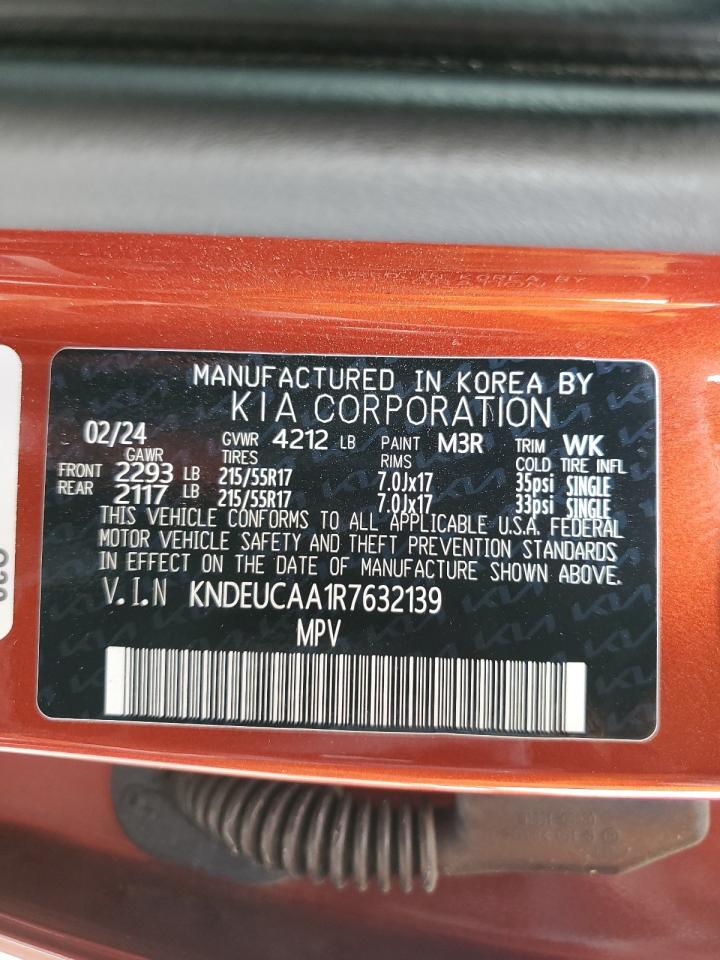 MANUFACTURED IN KOREA BY
KIA CORPORATION
02/24 GVWR 4212 LB PAINT M3R TRIM WK
GAWR TIRES RIMS COLD TIRE INFL
FRONT 2293 LB 215/55R17 7.0Jx17 35psi SINGLE
REAR 2117 LB 215/55R17 7.0Jx17 33psi SINGLE
THIS VEHICLE CONFORMS TO ALL APPLICABLE U.S.A. FEDERAL
MOTOR VEHICLE SAFETY AND THEFT PREVENTION STANDARDS
IN EFFECT ON THE DATE OF MANUFACTURE SHOWN ABOVE.
V.I.N KNDEUCAA1R7632139
MPV